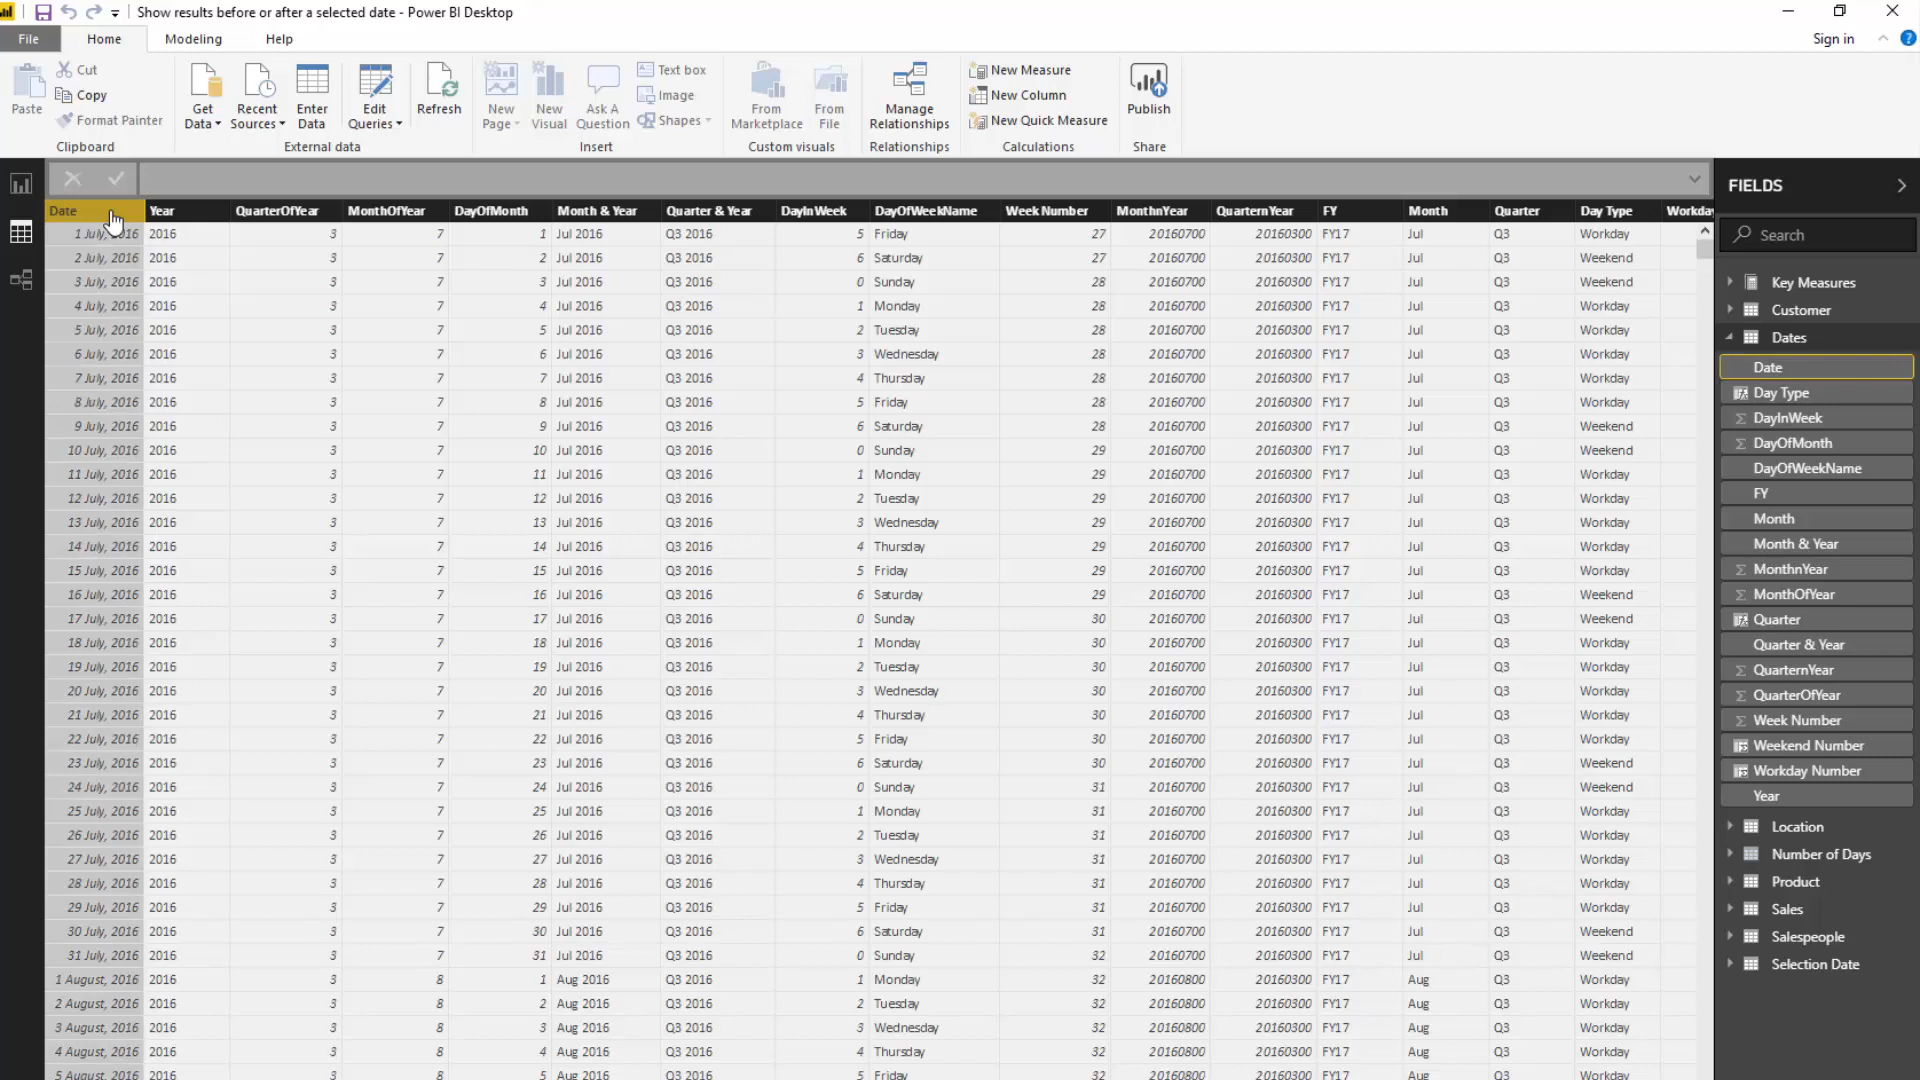 Show results before or after a selected date - Power BI Desktop
File Home Modeling Help Sign in
Paste
Cut
Copy
Format Painter
Clipboard
Get Data
Recent Sources
Enter Data
Edit Queries
Refresh
External data
New Page
New Visual
Ask A Question
Text box
Image
Shapes
Insert
From Marketplace
From File
Custom visuals
Manage Relationships
Relationships
New Measure
New Column
New Quick Measure
Calculations
Publish
Share
Date Year QuarterOfYear MonthOfYear DayOfMonth Month & Year Quarter & Year DayInWeek DayOfWeekName Week Number MonthnYear QuarternYear FY Month Quarter Day Type Workday
1 July, 2016 2016 3 7 1 Jul 2016 Q3 2016 5 Friday 27 20160700 20160300 FY17 Jul Q3 Workday
2 July, 2016 2016 3 7 2 Jul 2016 Q3 2016 6 Saturday 27 20160700 20160300 FY17 Jul Q3 Weekend
3 July, 2016 2016 3 7 3 Jul 2016 Q3 2016 0 Sunday 28 20160700 20160300 FY17 Jul Q3 Weekend
4 July, 2016 2016 3 7 4 Jul 2016 Q3 2016 1 Monday 28 20160700 20160300 FY17 Jul Q3 Workday
5 July, 2016 2016 3 7 5 Jul 2016 Q3 2016 2 Tuesday 28 20160700 20160300 FY17 Jul Q3 Workday
6 July, 2016 2016 3 7 6 Jul 2016 Q3 2016 3 Wednesday 28 20160700 20160300 FY17 Jul Q3 Workday
7 July, 2016 2016 3 7 7 Jul 2016 Q3 2016 4 Thursday 28 20160700 20160300 FY17 Jul Q3 Workday
8 July, 2016 2016 3 7 8 Jul 2016 Q3 2016 5 Friday 28 20160700 20160300 FY17 Jul Q3 Workday
9 July, 2016 2016 3 7 9 Jul 2016 Q3 2016 6 Saturday 28 20160700 20160300 FY17 Jul Q3 Weekend
10 July, 2016 2016 3 7 10 Jul 2016 Q3 2016 0 Sunday 29 20160700 20160300 FY17 Jul Q3 Weekend
11 July, 2016 2016 3 7 11 Jul 2016 Q3 2016 1 Monday 29 20160700 20160300 FY17 Jul Q3 Workday
12 July, 2016 2016 3 7 12 Jul 2016 Q3 2016 2 Tuesday 29 20160700 20160300 FY17 Jul Q3 Workday
13 July, 2016 2016 3 7 13 Jul 2016 Q3 2016 3 Wednesday 29 20160700 20160300 FY17 Jul Q3 Workday
14 July, 2016 2016 3 7 14 Jul 2016 Q3 2016 4 Thursday 29 20160700 20160300 FY17 Jul Q3 Workday
15 July, 2016 2016 3 7 15 Jul 2016 Q3 2016 5 Friday 29 20160700 20160300 FY17 Jul Q3 Workday
16 July, 2016 2016 3 7 16 Jul 2016 Q3 2016 6 Saturday 29 20160700 20160300 FY17 Jul Q3 Weekend
17 July, 2016 2016 3 7 17 Jul 2016 Q3 2016 0 Sunday 30 20160700 20160300 FY17 Jul Q3 Weekend
18 July, 2016 2016 3 7 18 Jul 2016 Q3 2016 1 Monday 30 20160700 20160300 FY17 Jul Q3 Workday
19 July, 2016 2016 3 7 19 Jul 2016 Q3 2016 2 Tuesday 30 20160700 20160300 FY17 Jul Q3 Workday
20 July, 2016 2016 3 7 20 Jul 2016 Q3 2016 3 Wednesday 30 20160700 20160300 FY17 Jul Q3 Workday
21 July, 2016 2016 3 7 21 Jul 2016 Q3 2016 4 Thursday 30 20160700 20160300 FY17 Jul Q3 Workday
22 July, 2016 2016 3 7 22 Jul 2016 Q3 2016 5 Friday 30 20160700 20160300 FY17 Jul Q3 Workday
23 July, 2016 2016 3 7 23 Jul 2016 Q3 2016 6 Saturday 30 20160700 20160300 FY17 Jul Q3 Weekend
24 July, 2016 2016 3 7 24 Jul 2016 Q3 2016 0 Sunday 31 20160700 20160300 FY17 Jul Q3 Weekend
25 July, 2016 2016 3 7 25 Jul 2016 Q3 2016 1 Monday 31 20160700 20160300 FY17 Jul Q3 Workday
26 July, 2016 2016 3 7 26 Jul 2016 Q3 2016 2 Tuesday 31 20160700 20160300 FY17 Jul Q3 Workday
27 July, 2016 2016 3 7 27 Jul 2016 Q3 2016 3 Wednesday 31 20160700 20160300 FY17 Jul Q3 Workday
28 July, 2016 2016 3 7 28 Jul 2016 Q3 2016 4 Thursday 31 20160700 20160300 FY17 Jul Q3 Workday
29 July, 2016 2016 3 7 29 Jul 2016 Q3 2016 5 Friday 31 20160700 20160300 FY17 Jul Q3 Workday
30 July, 2016 2016 3 7 30 Jul 2016 Q3 2016 6 Saturday 31 20160700 20160300 FY17 Jul Q3 Weekend
31 July, 2016 2016 3 7 31 Jul 2016 Q3 2016 0 Sunday 32 20160700 20160300 FY17 Jul Q3 Weekend
1 August, 2016 2016 3 8 1 Aug 2016 Q3 2016 1 Monday 32 20160800 20160300 FY17 Aug Q3 Workday
2 August, 2016 2016 3 8 2 Aug 2016 Q3 2016 2 Tuesday 32 20160800 20160300 FY17 Aug Q3 Workday
3 August, 2016 2016 3 8 3 Aug 2016 Q3 2016 3 Wednesday 32 20160800 20160300 FY17 Aug Q3 Workday
4 August, 2016 2016 3 8 4 Aug 2016 Q3 2016 4 Thursday 32 20160800 20160300 FY17 Aug Q3 Workday
5 August, 2016 2016 3 8 5 Aug 2016 Q3 2016 5 Friday 32 20160800 20160300 FY17 Aug Q3 Workday
FIELDS
Search
Key Measures
Customer
Dates
Date
Day Type
DayInWeek
DayOfMonth
DayOfWeekName
FY
Month
Month & Year
MonthnYear
MonthOfYear
Quarter
Quarter & Year
QuarternYear
QuarterOfYear
Week Number
Weekend Number
Workday Number
Year
Location
Number of Days
Product
Sales
Salespeople
Selection Date